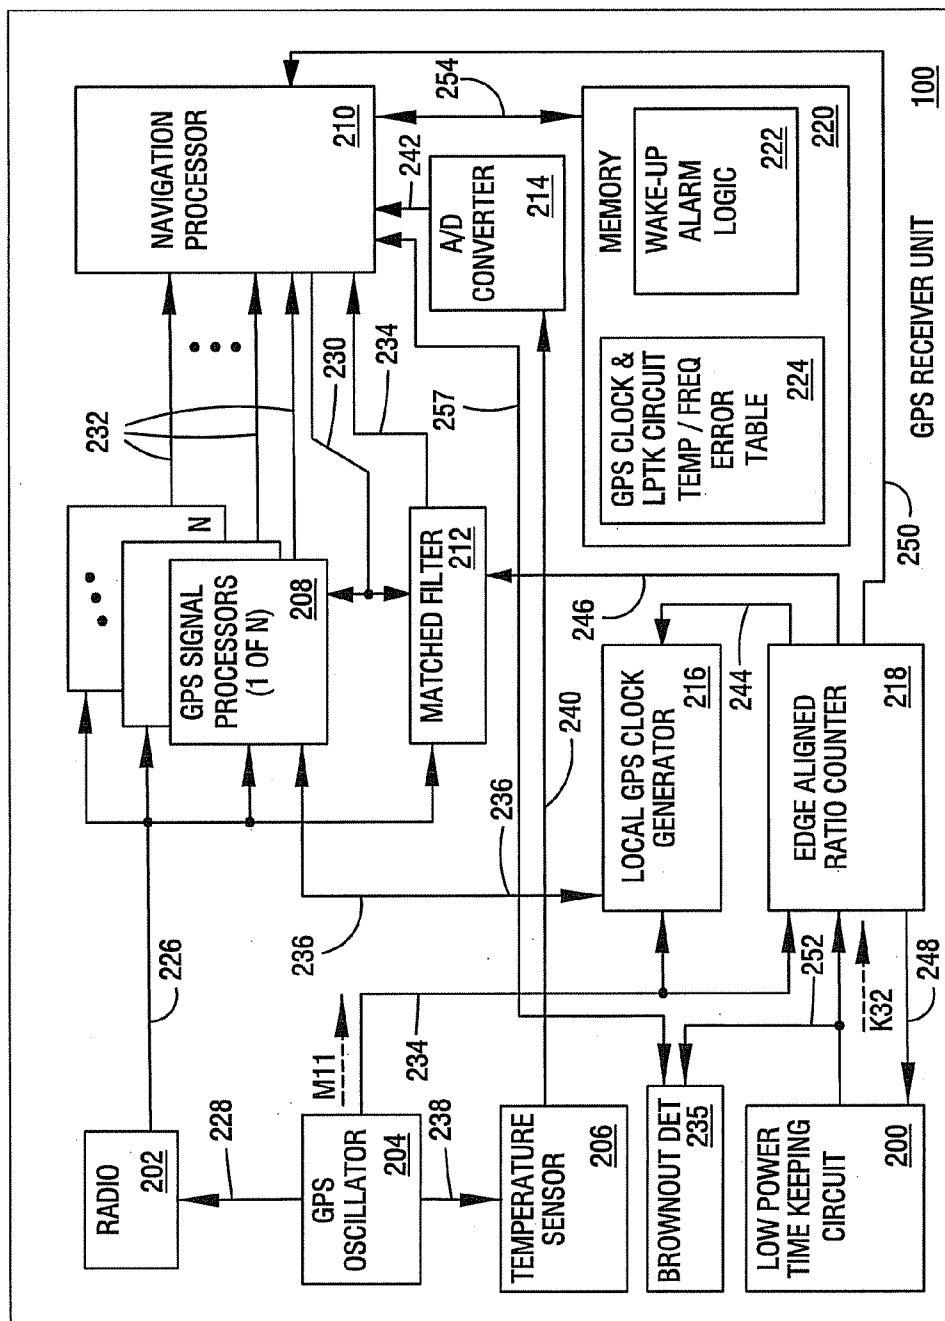 RADIO
202
228
226
GPS
OSCILLATOR
204
M11
234
238
TEMPERATURE
SENSOR
206
BROWNOUT DET
235
LOW POWER
TIME KEEPING
CIRCUIT
200
252
K32
248
236
236
240
LOCAL GPS CLOCK
GENERATOR
216
244
246
EDGE ALIGNED
RATIO COUNTER
218
N
GPS SIGNAL
PROCESSORS
(1 OF N)
208
MATCHED FILTER
212
232
230
234
257
NAVIGATION
PROCESSOR
210
242
254
A/D
CONVERTER
214
MEMORY
WAKE-UP
ALARM
LOGIC
222
220
GPS CLOCK &
LPTK CIRCUIT
TEMP / FREQ
ERROR
TABLE
224
250
GPS RECEIVER UNIT
100